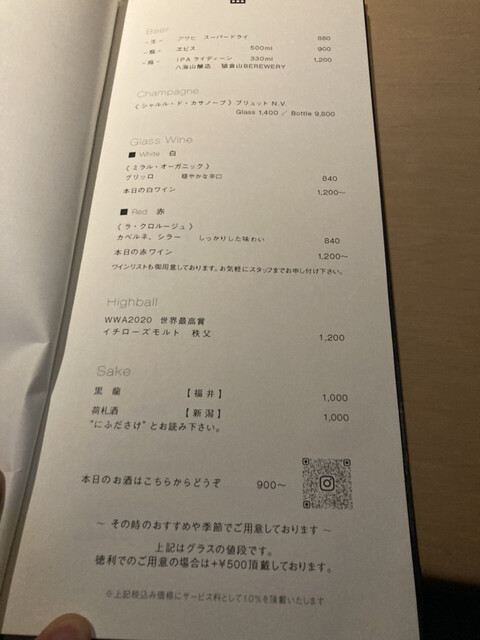 Beer
-生- アサヒ スーパードライ 880
-瓶- ヱビス 500ml 900
-瓶- IPA ライディーン 330ml 1,200
八海山醸造 猿倉山BEREWERY
Champagne
《シャルル・ド・カサノーブ》ブリュット N.V.
Glass 1,400 / Bottle 9,800
Glass Wine
■ White 白
《ミラル・オーガニック》
グリッロ 穏やかな辛口 840
本日の白ワイン 1,200~
■ Red 赤
《ラ・クロルージュ》
カベルネ、シラー しっかりした味わい 840
本日の赤ワイン 1,200~
ワインリストも御用意しております。お気軽にスタッフまでお申し付け下さい。
Highball
WWA2020 世界最高賞
イチローズモルト 秩父 1,200
Sake
黒 龍 【福井】 1,000
荷札酒 【新潟】 1,000
"にふださけ"とお読み下さい。
本日のお酒はこちらからどうぞ 900~
~ その時のおすすめや季節でご用意しております ~
上記はグラスの値段です。
徳利でのご用意の場合は+¥500頂戴しております。
※上記税込み価格にサービス料として10%を頂戴いたします